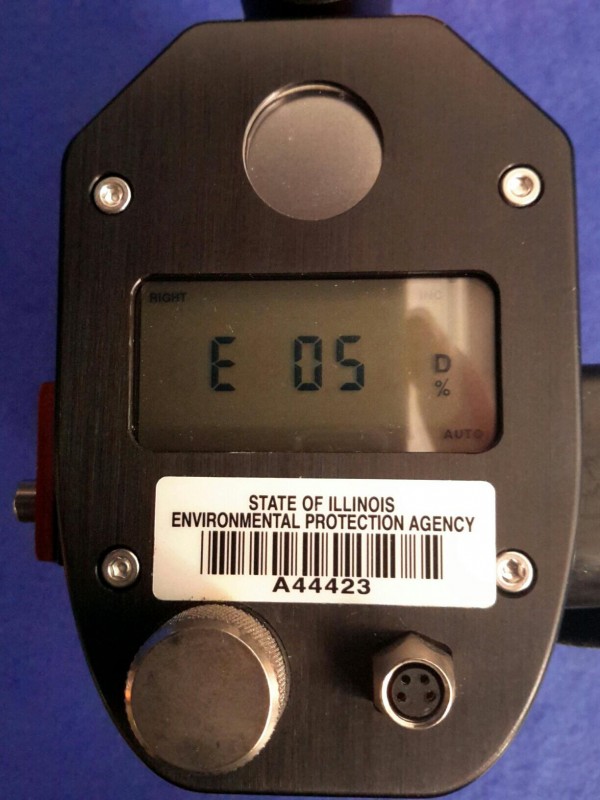 RIGHT INC
E 05 D
%
AUTO
STATE OF ILLINOIS
ENVIRONMENTAL PROTECTION AGENCY
A44423